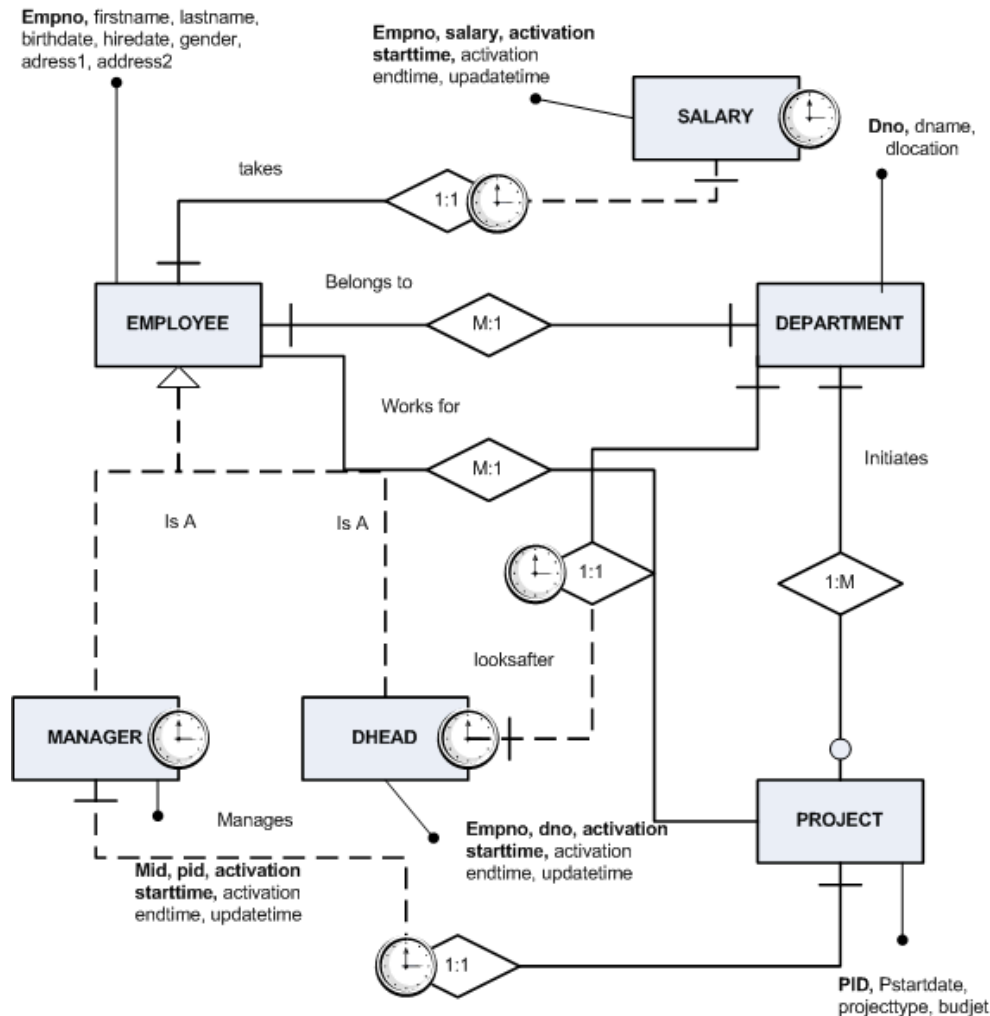 Empno, firstname, lastname,
birthdate, hiredate, gender,
adress1, address2
Empno, salary, activation
starttime, activation
endtime, upadatetime
SALARY
Dno, dname,
dlocation
takes
1:1
Belongs to
EMPLOYEE
M:1
DEPARTMENT
Works for
M:1
Initiates
Is A
Is A
1:1
1:M
looksafter
MANAGER
DHEAD
Manages
PROJECT
Empno, dno, activation
starttime, activation
endtime, updatetime
Mid, pid, activation
starttime, activation
endtime, updatetime
1:1
PID, Pstartdate,
projecttype, budjet